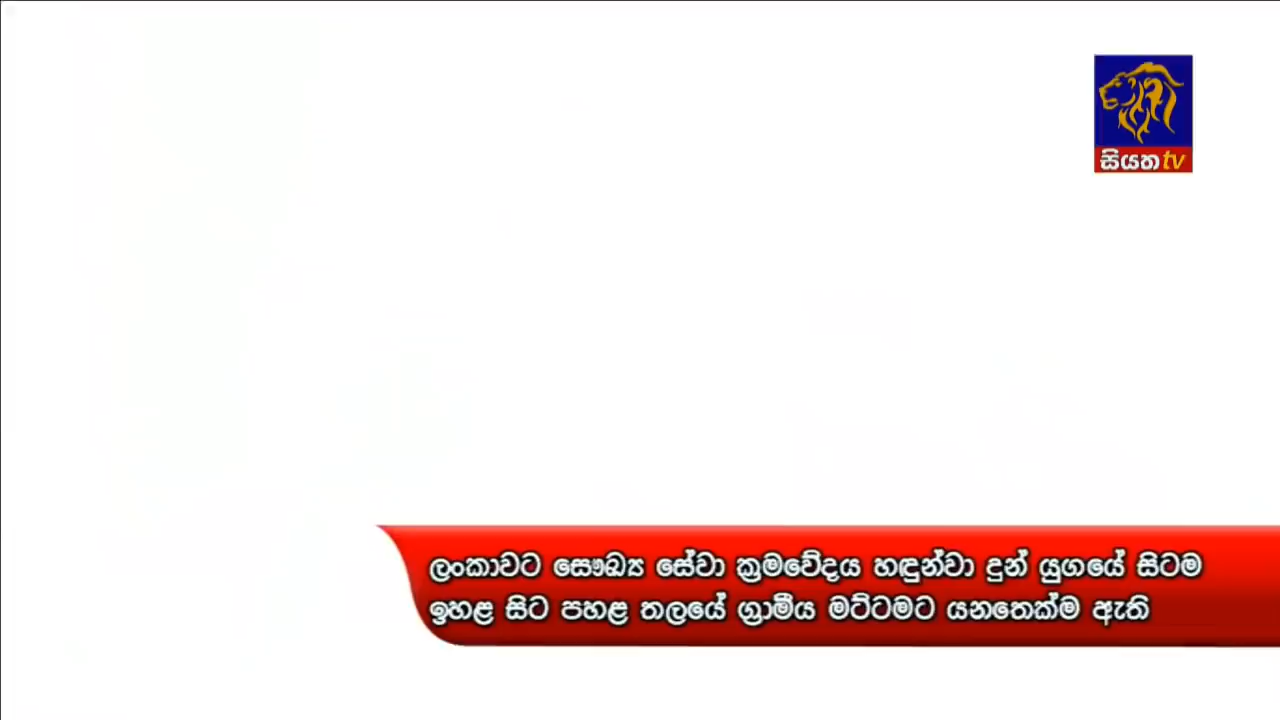 සියත tv
ලංකාවට සෞඛ්‍ය සේවා ක්‍රමවේදය හඳුන්වා දුන් යුගයේ සිටම
ඉහළ සිට පහළ තලයේ ග්‍රාමීය මට්ටමට යනතෙක්ම ඇති